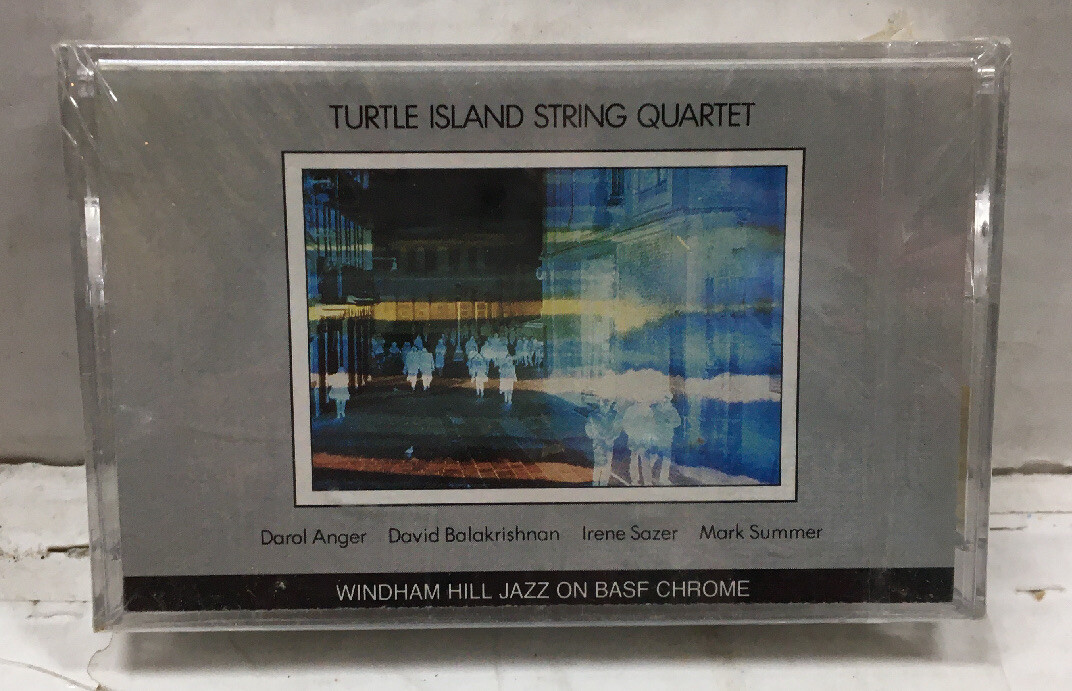 TURTLE ISLAND STRING QUARTET
Darol Anger David Balakrishnan Irene Sazer Mark Summer
WINDHAM HILL JAZZ ON BASF CHROME